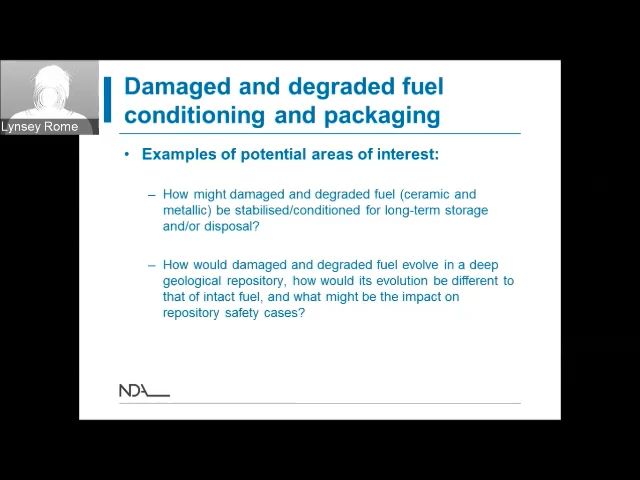 Lynsey Rome
Damaged and degraded fuel
conditioning and packaging
• Examples of potential areas of interest:
– How might damaged and degraded fuel (ceramic and
metallic) be stabilised/conditioned for long-term storage
and/or disposal?
– How would damaged and degraded fuel evolve in a deep
geological repository, how would its evolution be different to
that of intact fuel, and what might be the impact on
repository safety cases?
NDA